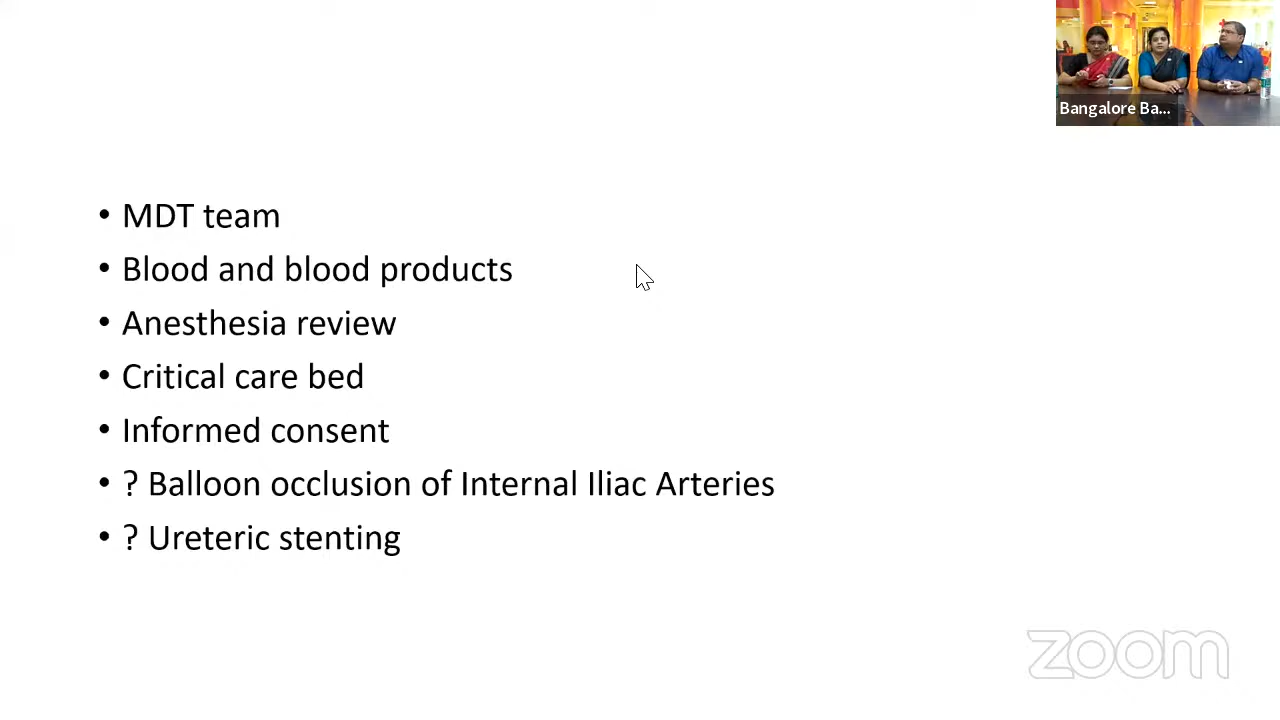 Bangalore Ba...
• MDT team
• Blood and blood products
• Anesthesia review
• Critical care bed
• Informed consent
• ? Balloon occlusion of Internal Iliac Arteries
• ? Ureteric stenting
zoom